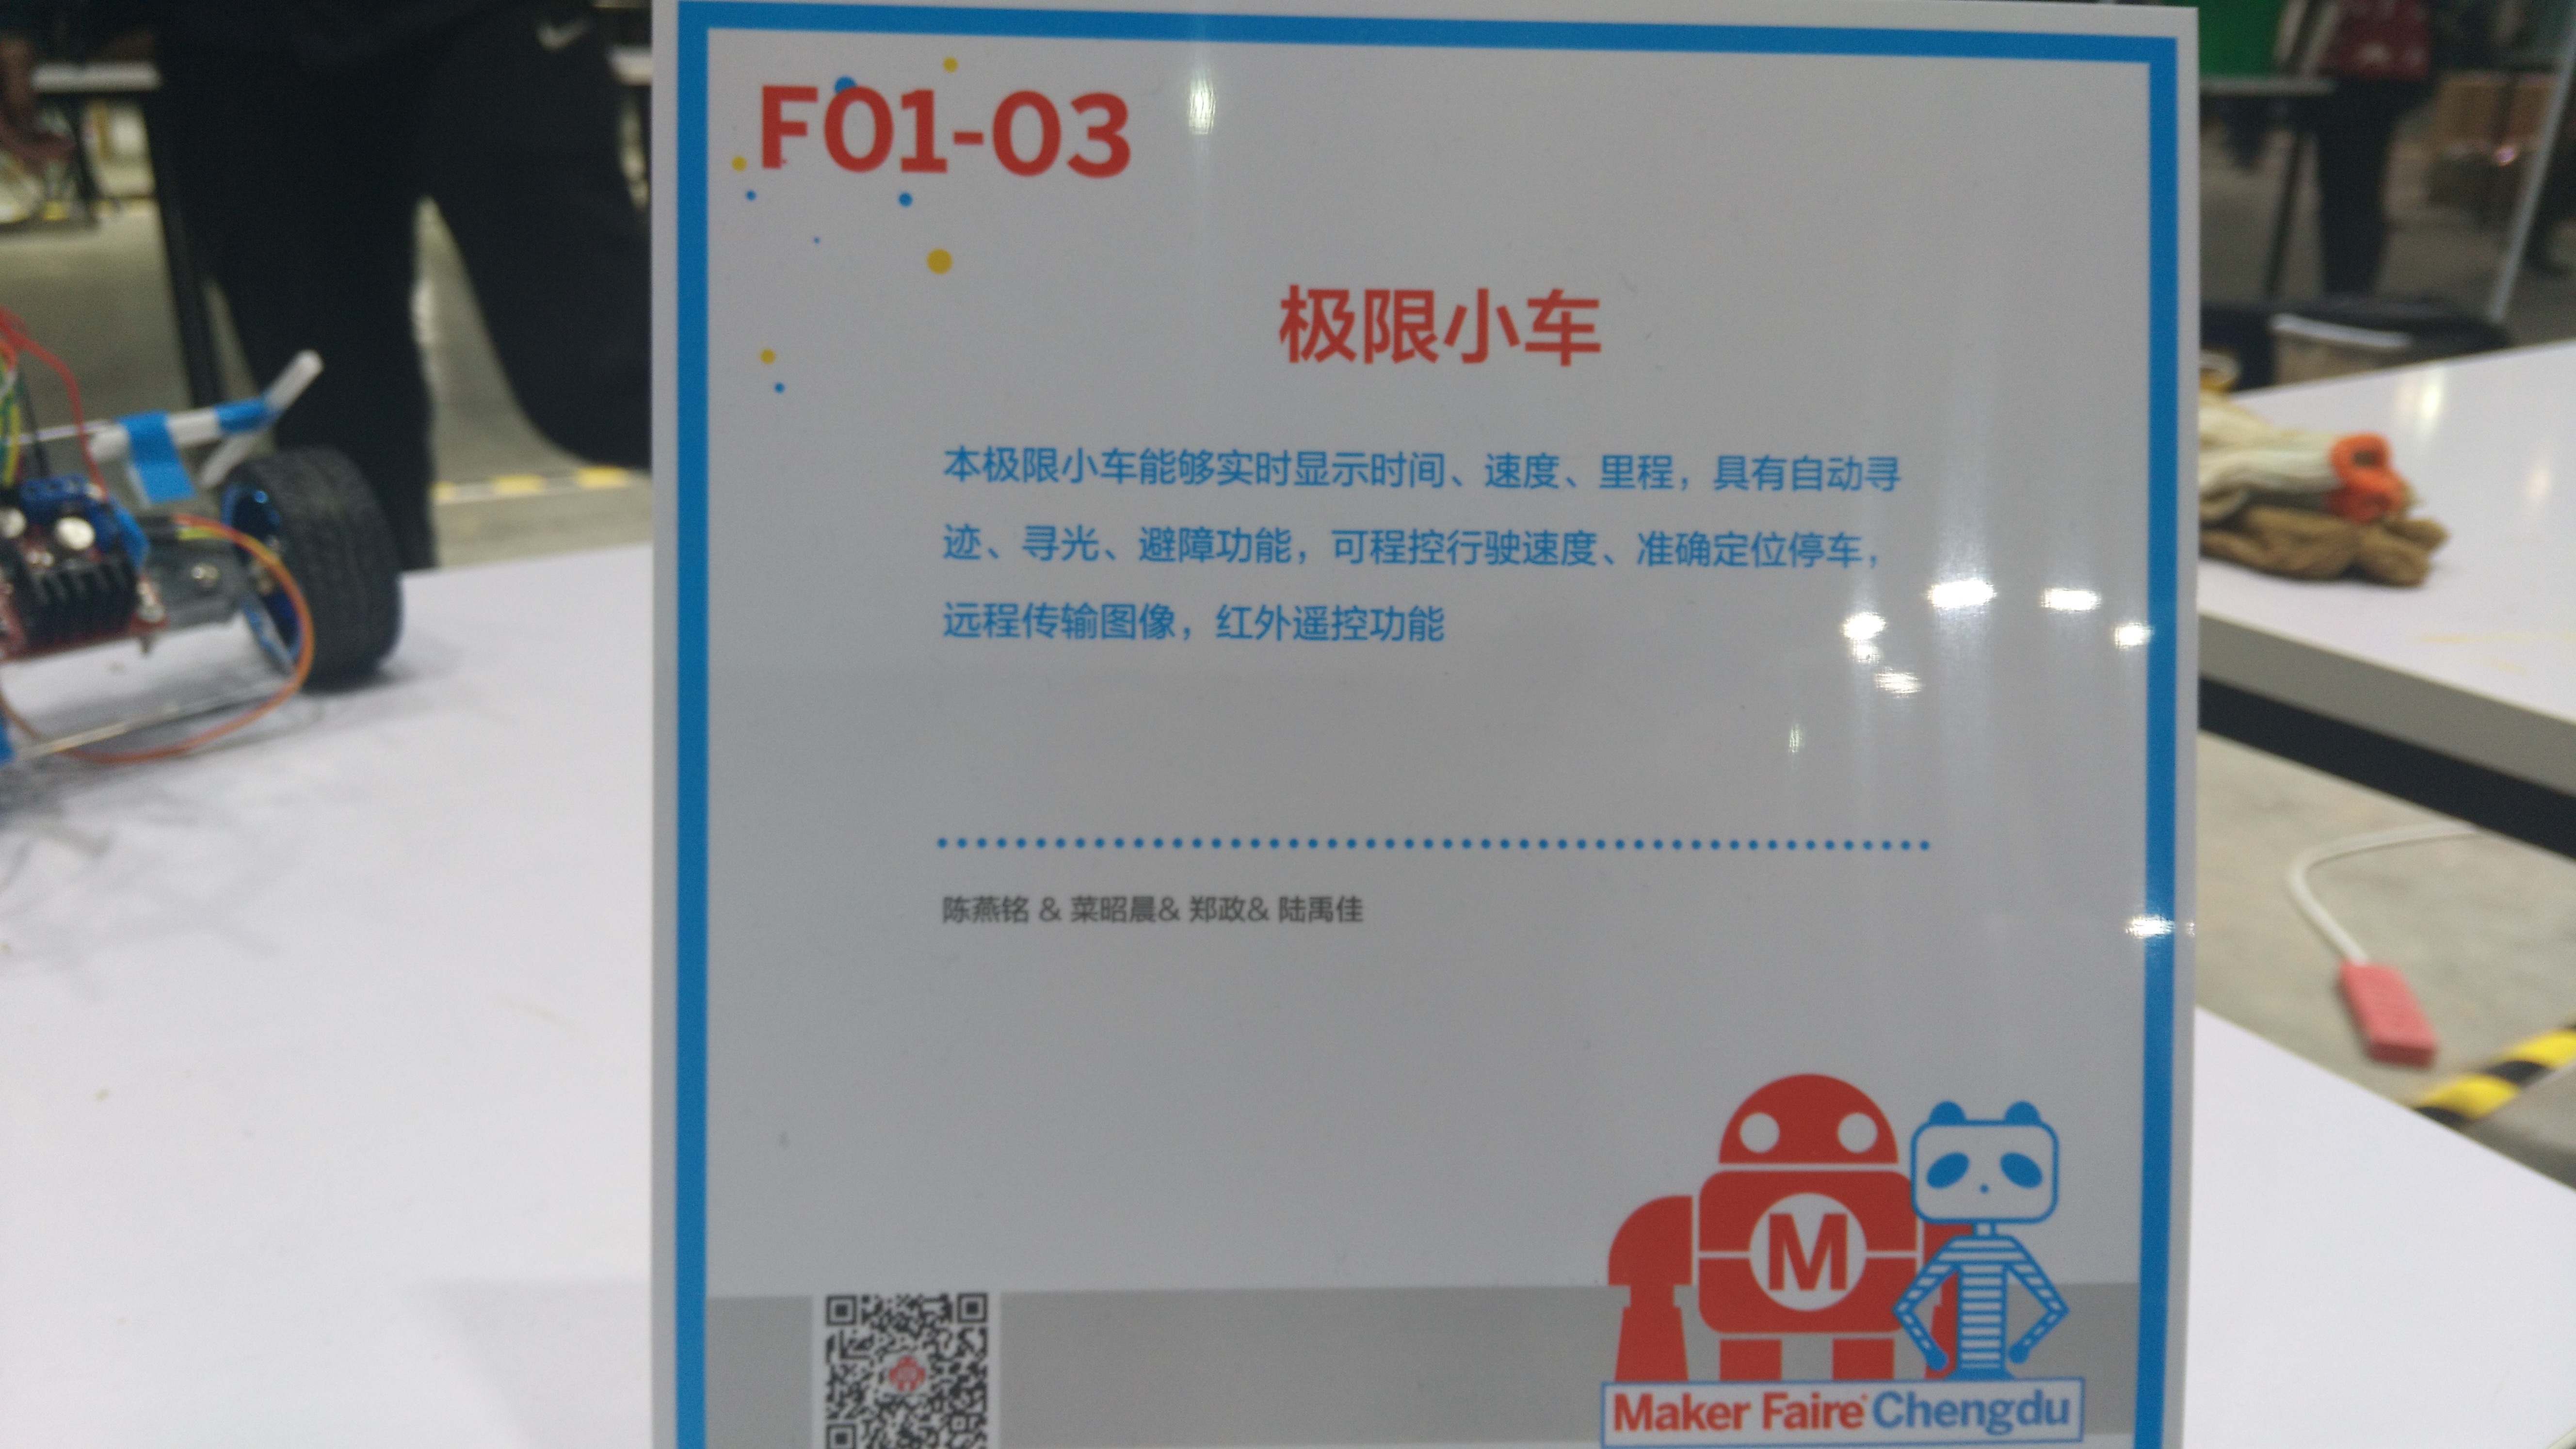 F01-03
极限小车
本极限小车能够实时显示时间、速度、里程，具有自动寻
迹、寻光、避障功能，可程控行驶速度、准确定位停车，
远程传输图像，红外遥控功能
陈燕铭 & 菜昭晨& 郑政& 陆禹佳
M
Maker Faire Chengdu